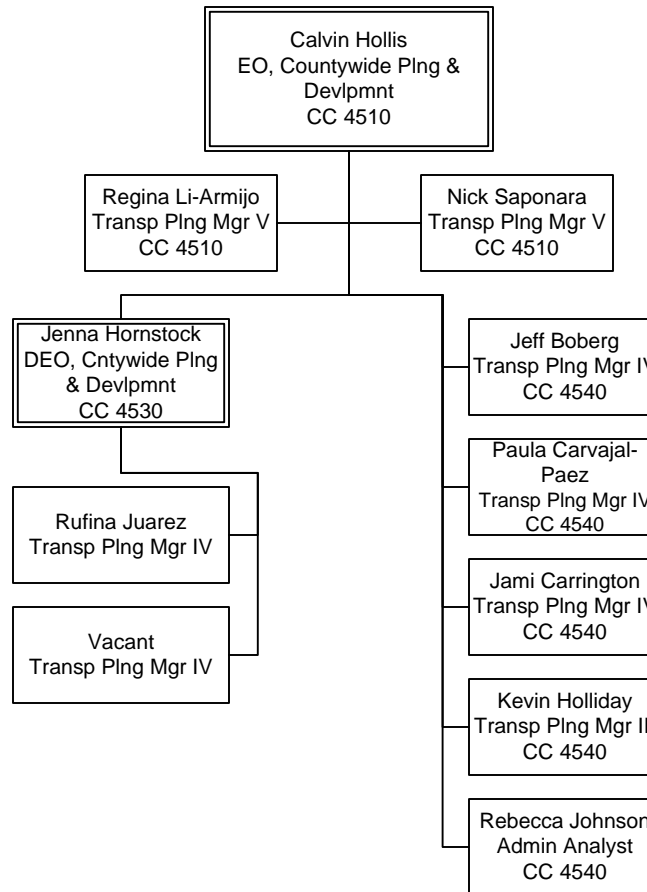 Calvin Hollis
EO, Countywide Plng &
Devlpmnt
CC 4510
Regina Li-Armijo
Transp Plng Mgr V
CC 4510
Nick Saponara
Transp Plng Mgr V
CC 4510
Jenna Hornstock
DEO, Cntywide Plng
& Devlpmnt
CC 4530
Rufina Juarez
Transp Plng Mgr IV
Vacant
Transp Plng Mgr IV
Jeff Boberg
Transp Plng Mgr IV
CC 4540
Paula Carvajal-
Paez
Transp Plng Mgr IV
CC 4540
Jami Carrington
Transp Plng Mgr IV
CC 4540
Kevin Holliday
Transp Plng Mgr
CC 4540
Rebecca Johnson
Admin Analyst
CC 4540